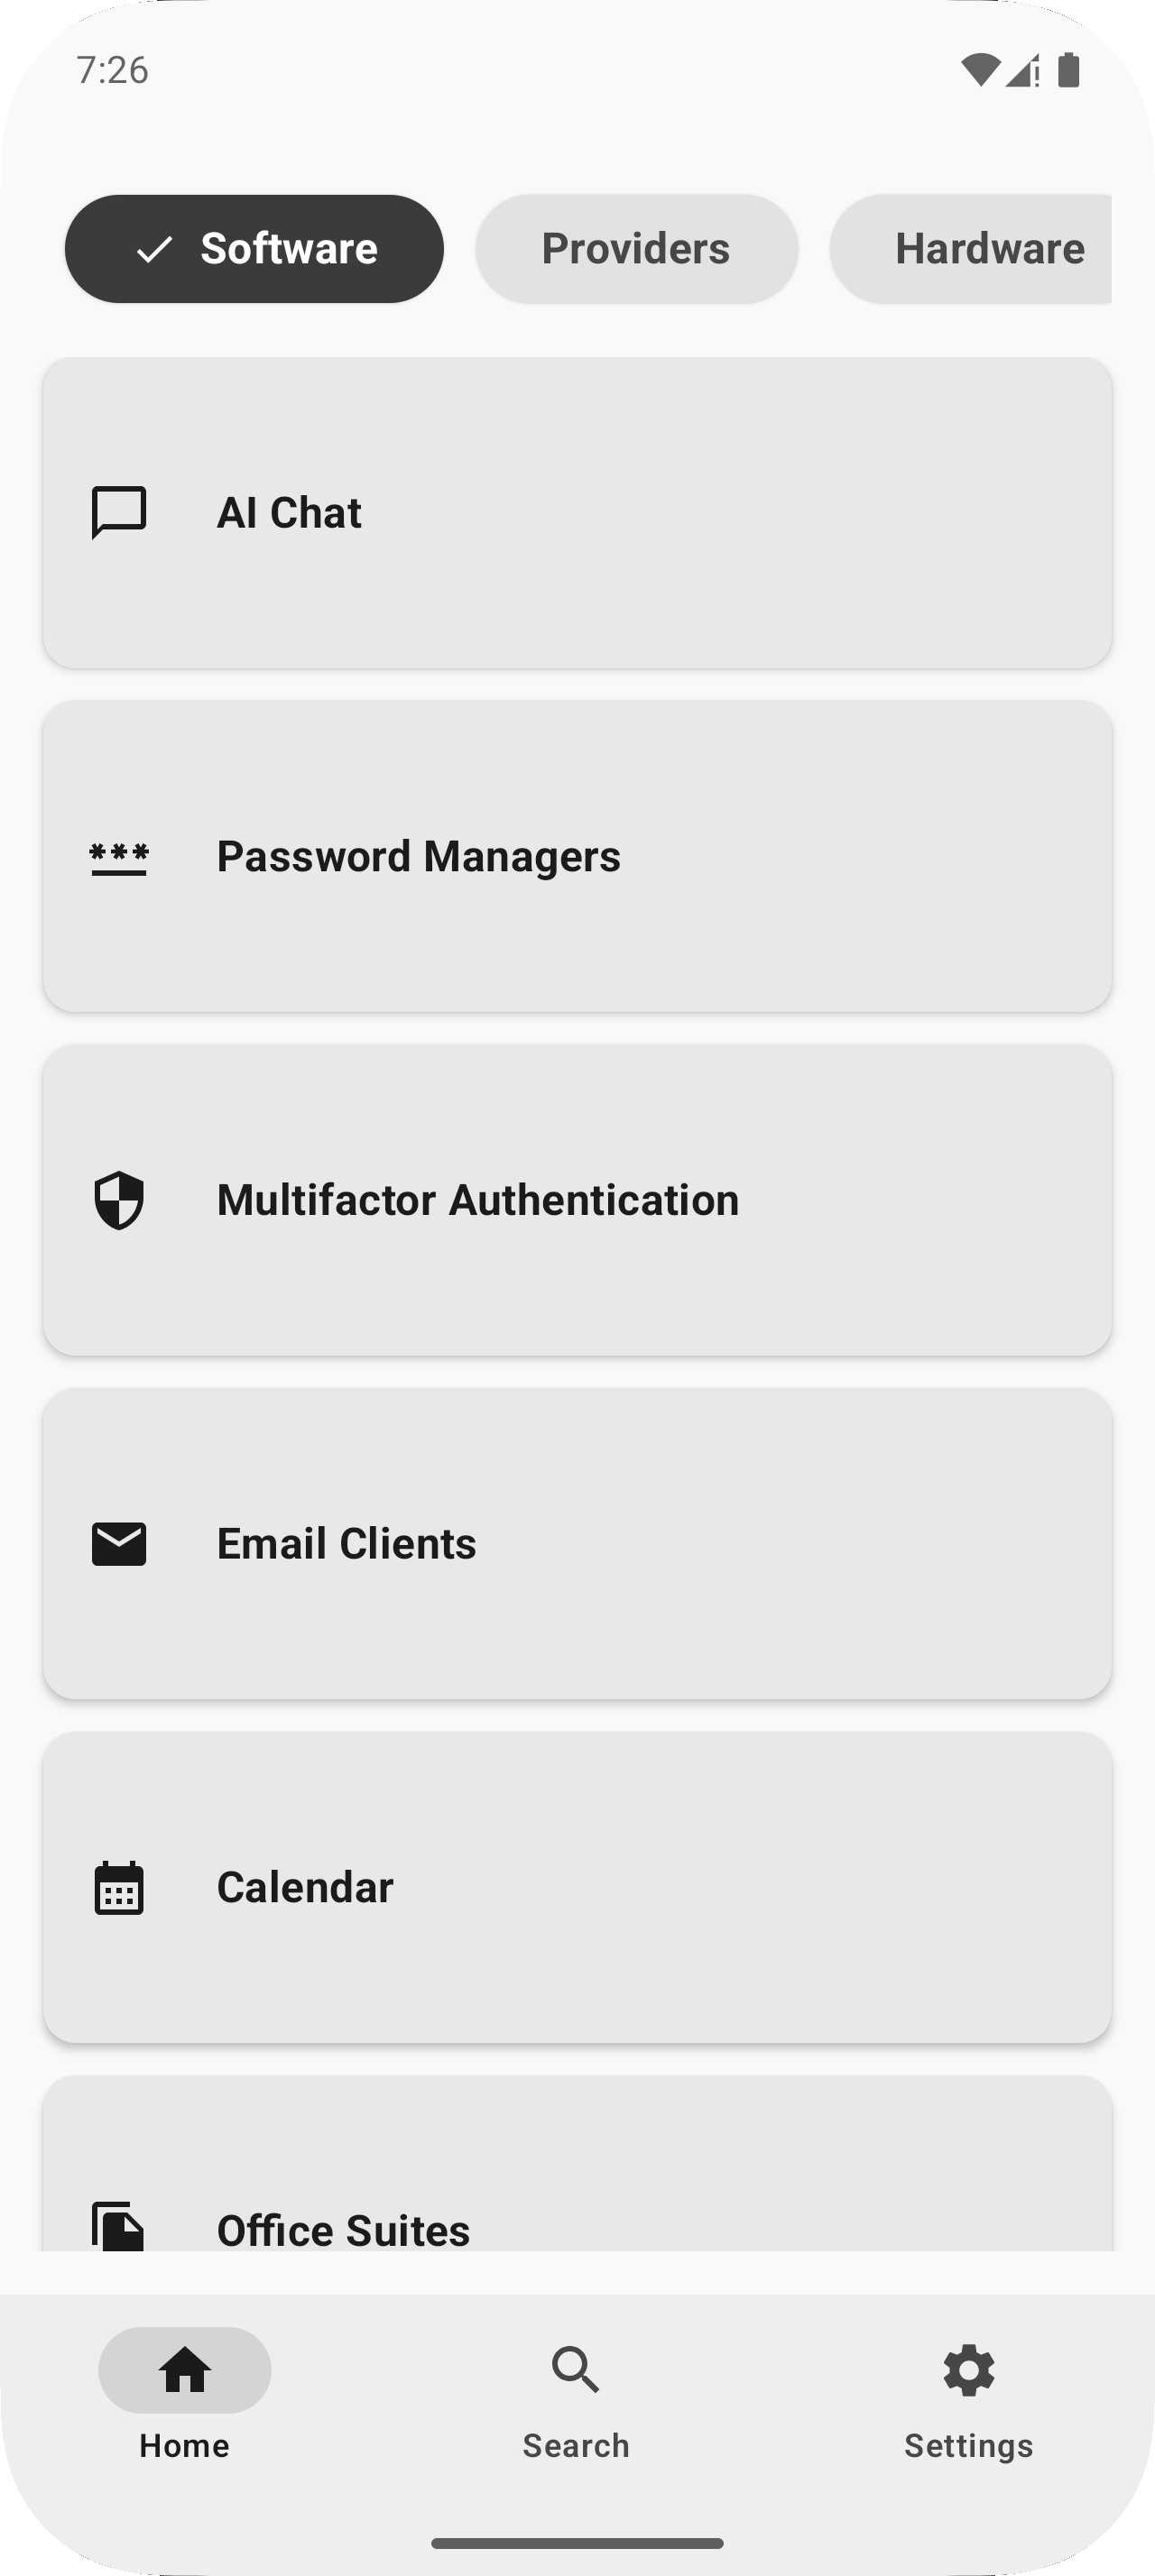 7:26
Software
Providers
Hardware
AI Chat
Password Managers
Multifactor Authentication
Email Clients
Calendar
Office Suites
Home
Search
Settings